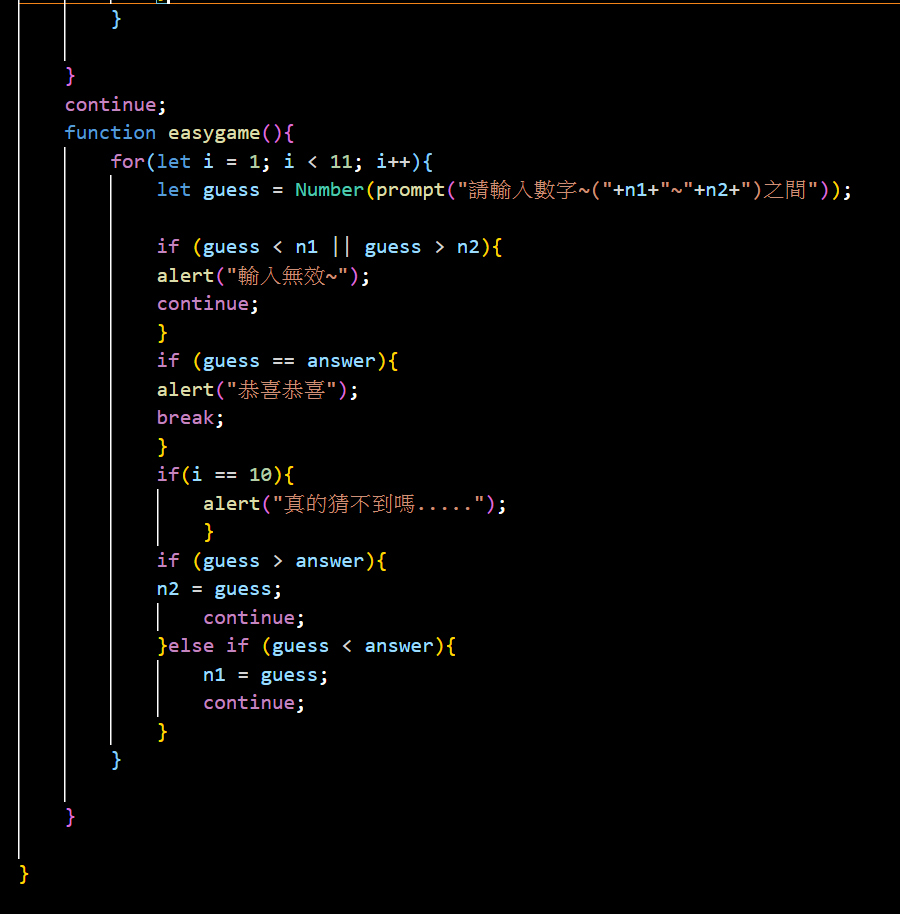 }
}
continue;
function easygame(){
for(let i = 1; i < 11; i++){
let guess = Number(prompt("請輸入數字~("+n1+"~"+n2+")之間"));
if (guess < n1 || guess > n2){
alert("輸入無效~");
continue;
}
if (guess == answer){
alert("恭喜恭喜");
break;
}
if(i == 10){
alert("真的猜不到嗎.....");
}
if (guess > answer){
n2 = guess;
continue;
}else if (guess < answer){
n1 = guess;
continue;
}
}
}
}